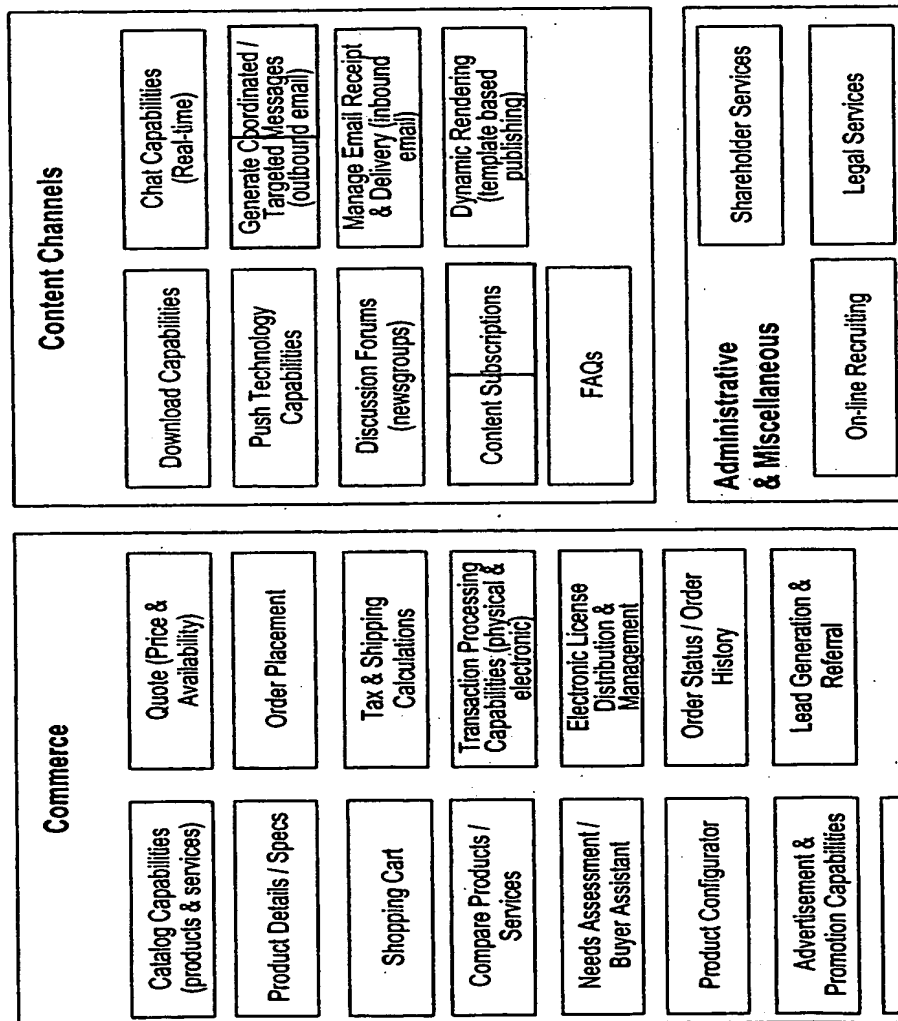 Commerce
Catalog Capabilities
(products & services)
Quote (Price &
Availability)
Product Details / Specs
Order Placement
Shopping Cart
Tax & Shipping
Calculations
Compare Products /
Services
Transaction Processing
Capabilities (physical &
electronic)
Needs Assessment /
Buyer Assistant
Electronic License
Distribution &
Management
Product Configurator
Order Status / Order
History
Advertisement &
Promotion Capabilities
Lead Generation &
Referral
Content Channels
Download Capabilities
Chat Capabilities
(Real-time)
Push Technology
Capabilities
Generate Coordinated /
Targeted Messages
(outbound email)
Discussion Forums
(newsgroups)
Manage Email Receipt
& Delivery (inbound
email)
Content Subscriptions
Dynamic Rendering
(template based
publishing)
FAQs
Administrative
& Miscellaneous
Shareholder Services
On-line Recruiting
Legal Services